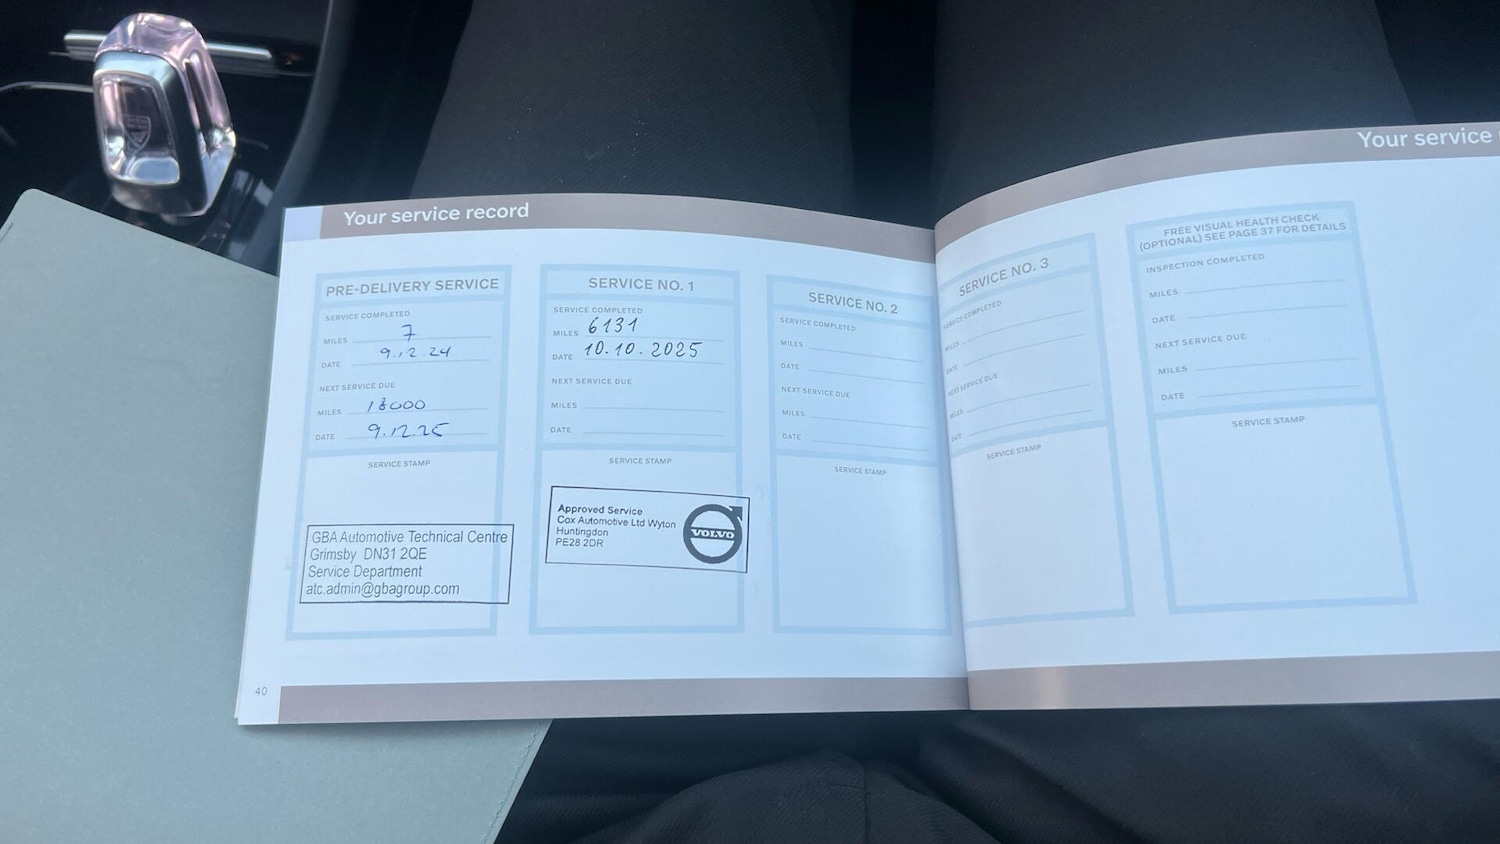 Your service record
PRE-DELIVERY SERVICE
SERVICE COMPLETED
MILES 7
DATE 9.12.24
NEXT SERVICE DUE
MILES 18000
DATE 9.12.25
SERVICE STAMP
GBA Automotive Technical Centre
Grimsby DN31 2QE
Service Department
atc.admin@gbagroup.com
SERVICE NO. 1
SERVICE COMPLETED
MILES 6131
DATE 10.10.2025
NEXT SERVICE DUE
MILES
DATE
SERVICE STAMP
Approved Service
Cox Automotive Ltd Wyton
Huntingdon
PE28 2DR
VOLVO
SERVICE NO. 2
SERVICE COMPLETED
MILES
DATE
NEXT SERVICE DUE
MILES
DATE
SERVICE STAMP
40
Your service
SERVICE NO. 3
SERVICE COMPLETED
MILES
DATE
NEXT SERVICE DUE
MILES
DATE
SERVICE STAMP
FREE VISUAL HEALTH CHECK
(OPTIONAL) SEE PAGE 37 FOR DETAILS
INSPECTION COMPLETED
MILES
DATE
NEXT SERVICE DUE
MILES
DATE
SERVICE STAMP